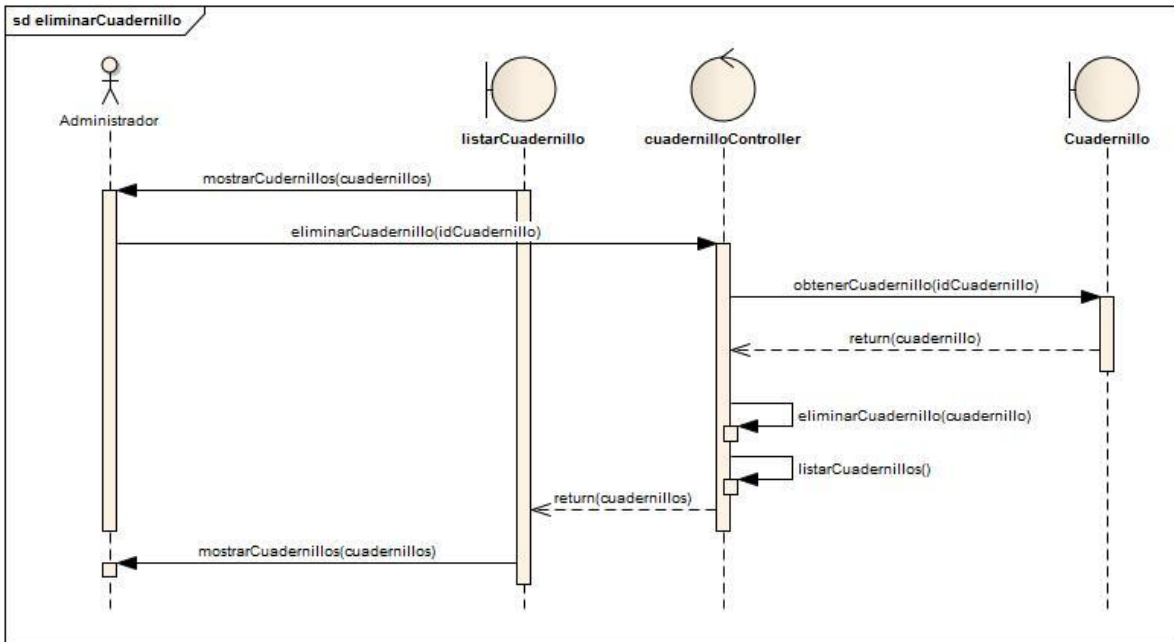 sd eliminarCuadernillo
Administrador
listarCuadernillo
cuadernilloController
Cuadernillo
mostrarCudernillos(cuadernillos)
eliminarCuadernillo(idCuadernillo)
obtenerCuadernillo(idCuadernillo)
return(cuadernillo)
eliminarCuadernillo(cuadernillo)
listarCuadernillos()
return(cuadernillos)
mostrarCuadernillos(cuadernillos)